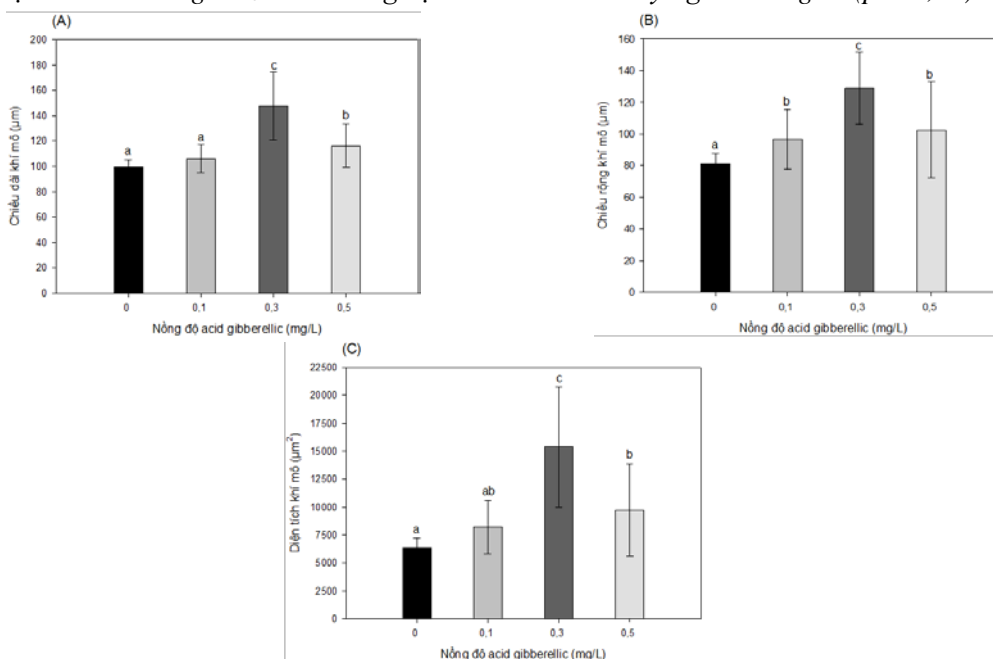 (A)
200
180
160
140
120
100
80
60
40
20
0
Chiều dài khí mô (µm)
a
a
c
b
0
0,1
0,3
0,5
Nồng độ acid gibberellic (mg/L)
(B)
160
140
120
100
80
60
40
20
0
Chiều rộng khí mô (µm)
a
b
c
b
0
0,1
0,3
0,5
Nồng độ acid gibberellic (mg/L)
(C)
22500
20000
17500
15000
12500
10000
7500
5000
2500
0
Diện tích khí mô (µm²)
a
ab
c
b
0
0,1
0,3
0,5
Nồng độ acid gibberellic (mg/L)